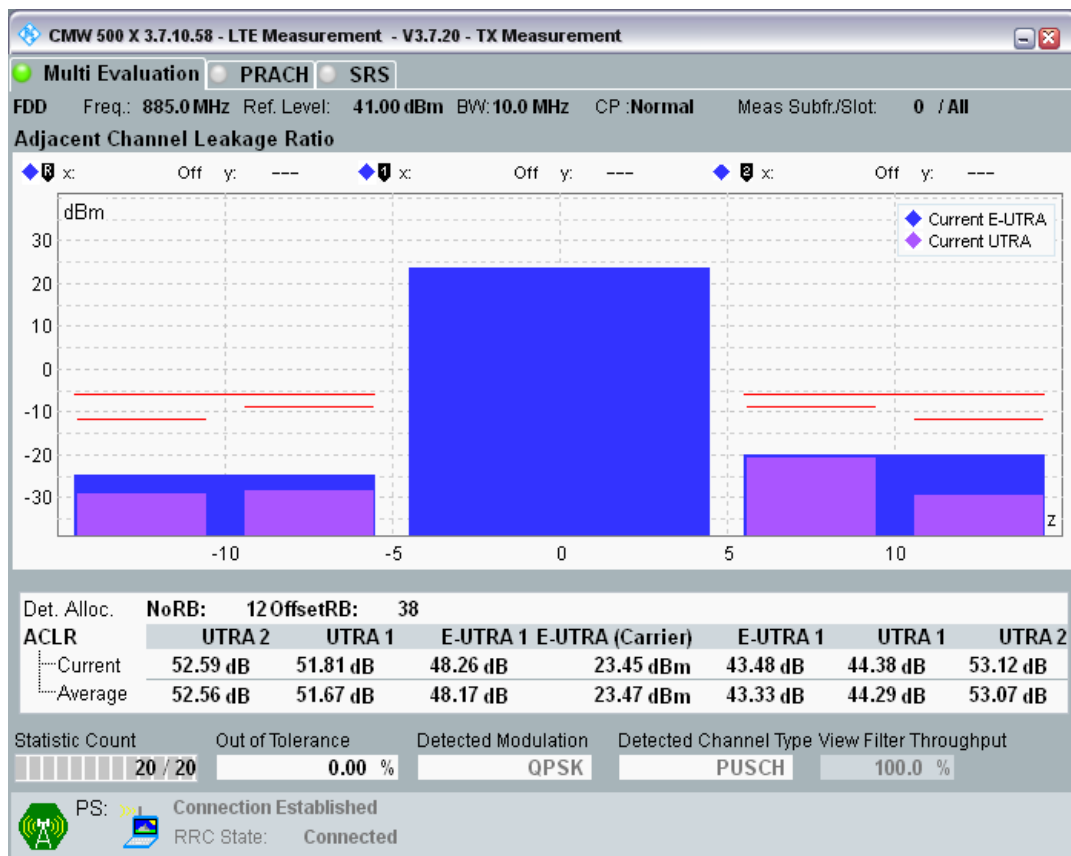 CMW 500 X 3.7.10.58 - LTE Measurement - V3.7.20 - TX Measurement
Multi Evaluation PRACH SRS
FDD Freq.: 885.0 MHz Ref. Level: 41.00 dBm BW: 10.0 MHz CP :Normal Meas Subfr./Slot: 0 / All
Adjacent Channel Leakage Ratio
R x: Off y: --- 1 x: Off y: --- 2 x: Off y: ---
dBm
Current E-UTRA
Current UTRA
30
20
10
0
-10
-20
-30
z
-10 -5 0 5 10
Det. Alloc. NoRB: 12 OffsetRB: 38
ACLR UTRA 2 UTRA 1 E-UTRA 1 E-UTRA (Carrier) E-UTRA 1 UTRA 1 UTRA 2
Current 52.59 dB 51.81 dB 48.26 dB 23.45 dBm 43.48 dB 44.38 dB 53.12 dB
Average 52.56 dB 51.67 dB 48.17 dB 23.47 dBm 43.33 dB 44.29 dB 53.07 dB
Statistic Count Out of Tolerance Detected Modulation Detected Channel Type View Filter Throughput
20 / 20 0.00 % QPSK PUSCH 100.0 %
PS: Connection Established
RRC State: Connected